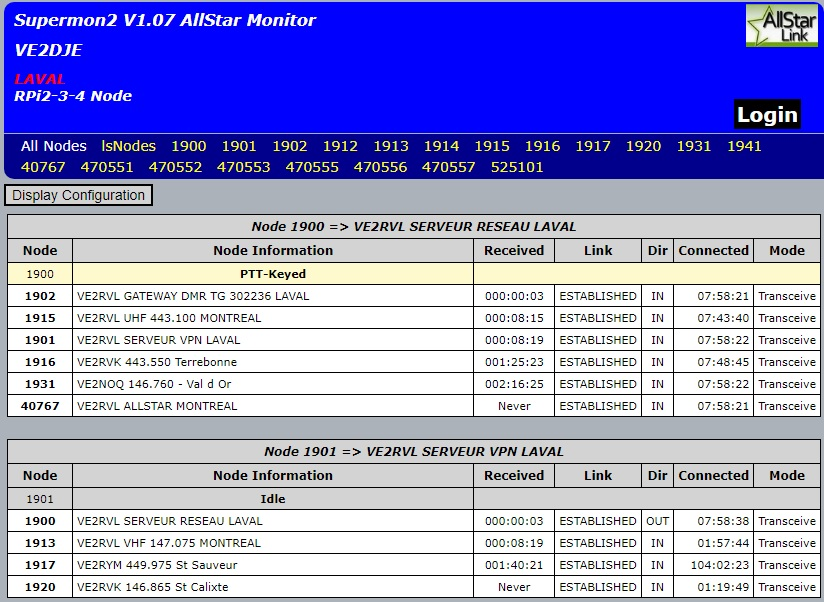 Supermon2 V1.07 AllStar Monitor
AllStar
Link
VE2DJE
LAVAL
RPi2-3-4 Node
Login
All Nodes lsNodes 1900 1901 1902 1912 1913 1914 1915 1916 1917 1920 1931 1941
40767 470551 470552 470553 470555 470556 470557 525101
Display Configuration
Node 1900 => VE2RVL SERVEUR RESEAU LAVAL
Node Node Information Received Link Dir Connected Mode
1900 PTT-Keyed
1902 VE2RVL GATEWAY DMR TG 302236 LAVAL 000:00:03 ESTABLISHED IN 07:58:21 Transceive
1915 VE2RVL UHF 443.100 MONTREAL 000:08:15 ESTABLISHED IN 07:43:40 Transceive
1901 VE2RVL SERVEUR VPN LAVAL 000:08:19 ESTABLISHED IN 07:58:22 Transceive
1916 VE2RVK 443.550 Terrebonne 001:25:23 ESTABLISHED IN 07:48:45 Transceive
1931 VE2NOQ 146.760 - Val d Or 002:16:25 ESTABLISHED IN 07:58:22 Transceive
40767 VE2RVL ALLSTAR MONTREAL Never ESTABLISHED IN 07:58:21 Transceive
Node 1901 => VE2RVL SERVEUR VPN LAVAL
Node Node Information Received Link Dir Connected Mode
1901 Idle
1900 VE2RVL SERVEUR RESEAU LAVAL 000:00:03 ESTABLISHED OUT 07:58:38 Transceive
1913 VE2RVL VHF 147.075 MONTREAL 000:08:19 ESTABLISHED IN 01:57:44 Transceive
1917 VE2RYM 449.975 St Sauveur 001:40:21 ESTABLISHED IN 104:02:23 Transceive
1920 VE2RVK 146.865 St Calixte Never ESTABLISHED IN 01:19:49 Transceive